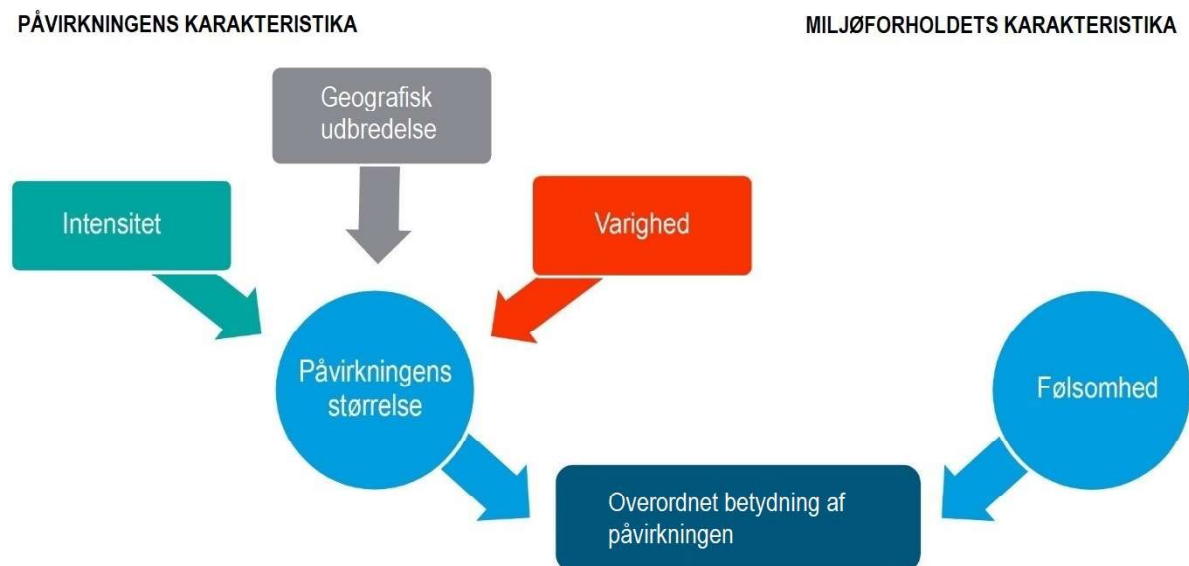 PÅVIRKNINGENS KARAKTERISTIKA
MILJØFORHOLDETS KARAKTERISTIKA
Geografisk
udbredelse
Intensitet
Varighed
Påvirkningens
størrelse
Følsomhed
Overordnet betydning af
påvirkningen